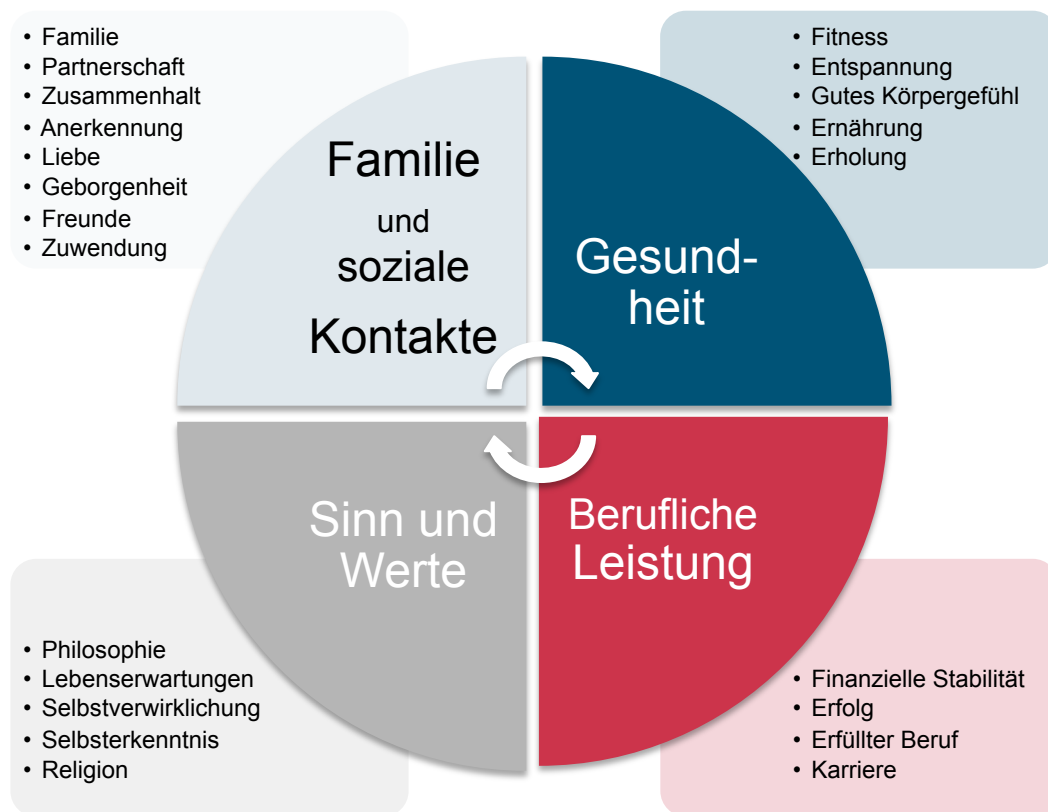 • Familie
• Partnerschaft
• Zusammenhalt
• Anerkennung
• Liebe
• Geborgenheit
• Freunde
• Zuwendung
Familie
und
soziale
Kontakte
• Fitness
• Entspannung
• Gutes Körpergefühl
• Ernährung
• Erholung
Gesund-
heit
Sinn und
Werte
• Philosophie
• Lebenserwartungen
• Selbstverwirklichung
• Selbsterkenntnis
• Religion
Berufliche
Leistung
• Finanzielle Stabilität
• Erfolg
• Erfüllter Beruf
• Karriere